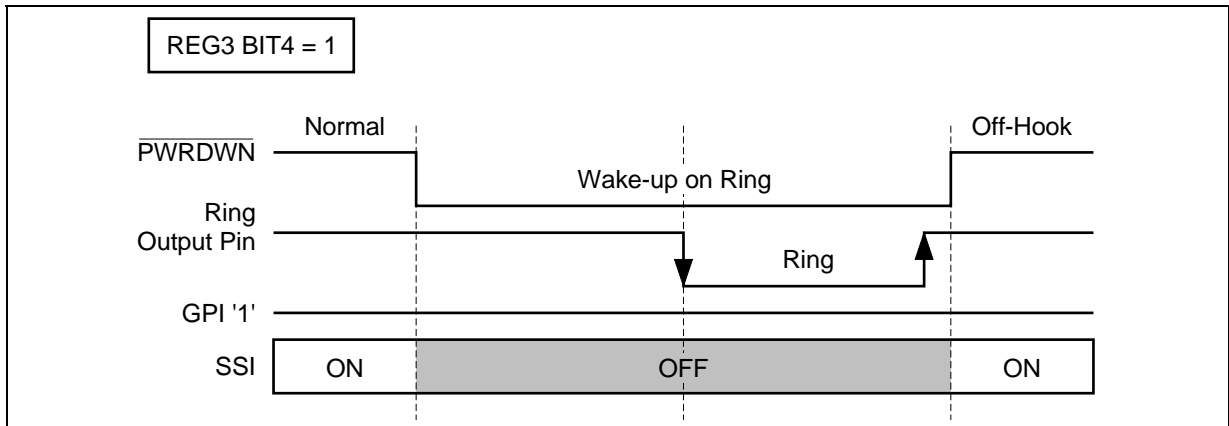 REG3 BIT4 = 1
Normal
Off-Hook
PWRDWN
Wake-up on Ring
Ring
Output Pin
Ring
GPI '1'
SSI
ON
OFF
ON